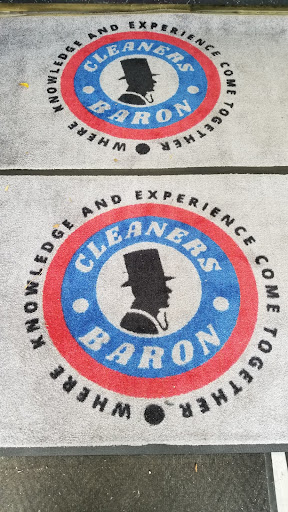 WHERE KNOWLEDGE AND EXPERIENCE COME TOGETHER
CLEANERS
BARON
WHERE KNOWLEDGE AND EXPERIENCE COME TOGETHER
CLEANERS
BARON